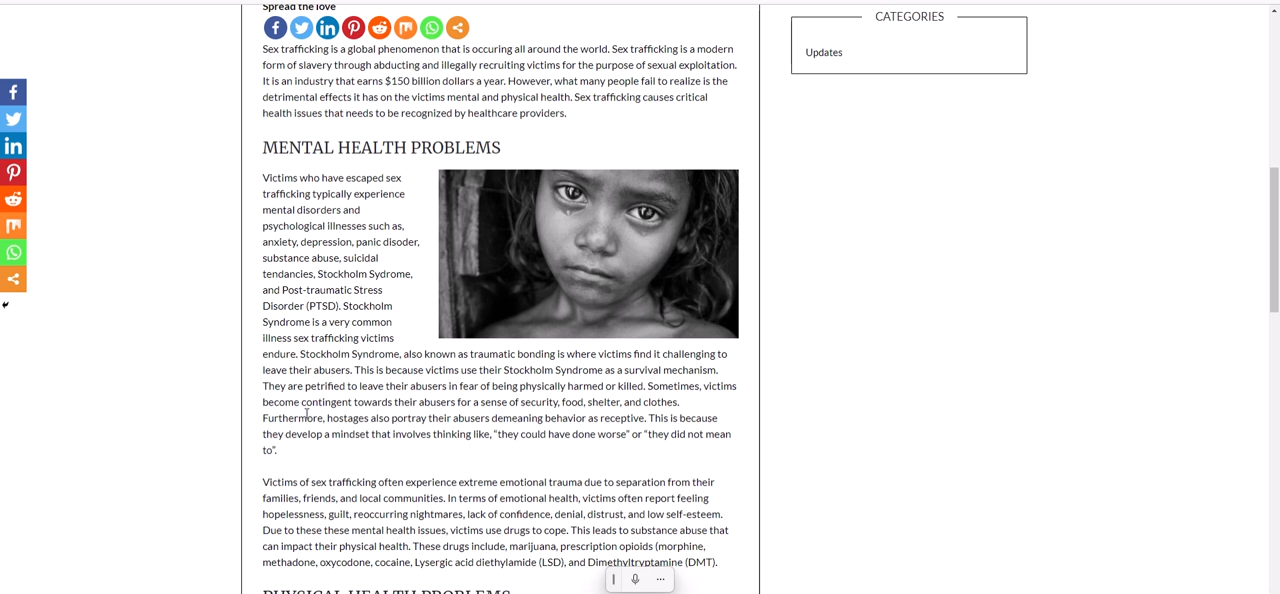 Spread the love
Sex trafficking is a global phenomenon that is occuring all around the world. Sex trafficking is a modern
form of slavery through abducting and illegally recruiting victims for the purpose of sexual exploitation.
It is an industry that earns $150 billion dollars a year. However, what many people fail to realize is the
detrimental effects it has on the victims mental and physical health. Sex trafficking causes critical
health issues that needs to be recognized by healthcare providers.
MENTAL HEALTH PROBLEMS
Victims who have escaped sex
trafficking typically experience
mental disorders and
psychological illnesses such as,
anxiety, depression, panic disoder,
substance abuse, suicidal
tendancies, Stockholm Sydrome,
and Post-traumatic Stress
Disorder (PTSD). Stockholm
Syndrome is a very common
illness sex trafficking victims
endure. Stockholm Syndrome, also known as traumatic bonding is where victims find it challenging to
leave their abusers. This is because victims use their Stockholm Syndrome as a survival mechanism.
They are petrified to leave their abusers in fear of being physically harmed or killed. Sometimes, victims
become contingent towards their abusers for a sense of security, food, shelter, and clothes.
Furthermore, hostages also portray their abusers demeaning behavior as receptive. This is because
they develop a mindset that involves thinking like, “they could have done worse” or “they did not mean
to”.
Victims of sex trafficking often experience extreme emotional trauma due to separation from their
families, friends, and local communities. In terms of emotional health, victims often report feeling
hopelessness, guilt, reoccurring nightmares, lack of confidence, denial, distrust, and low self-esteem.
Due to these these mental health issues, victims use drugs to cope. This leads to substance abuse that
can impact their physical health. These drugs include, marijuana, prescription opioids (morphine,
methadone, oxycodone, cocaine, Lysergic acid diethylamide (LSD), and Dimethyltryptamine (DMT).
PHYSICAL HEALTH PROBLEMS
CATEGORIES
Updates